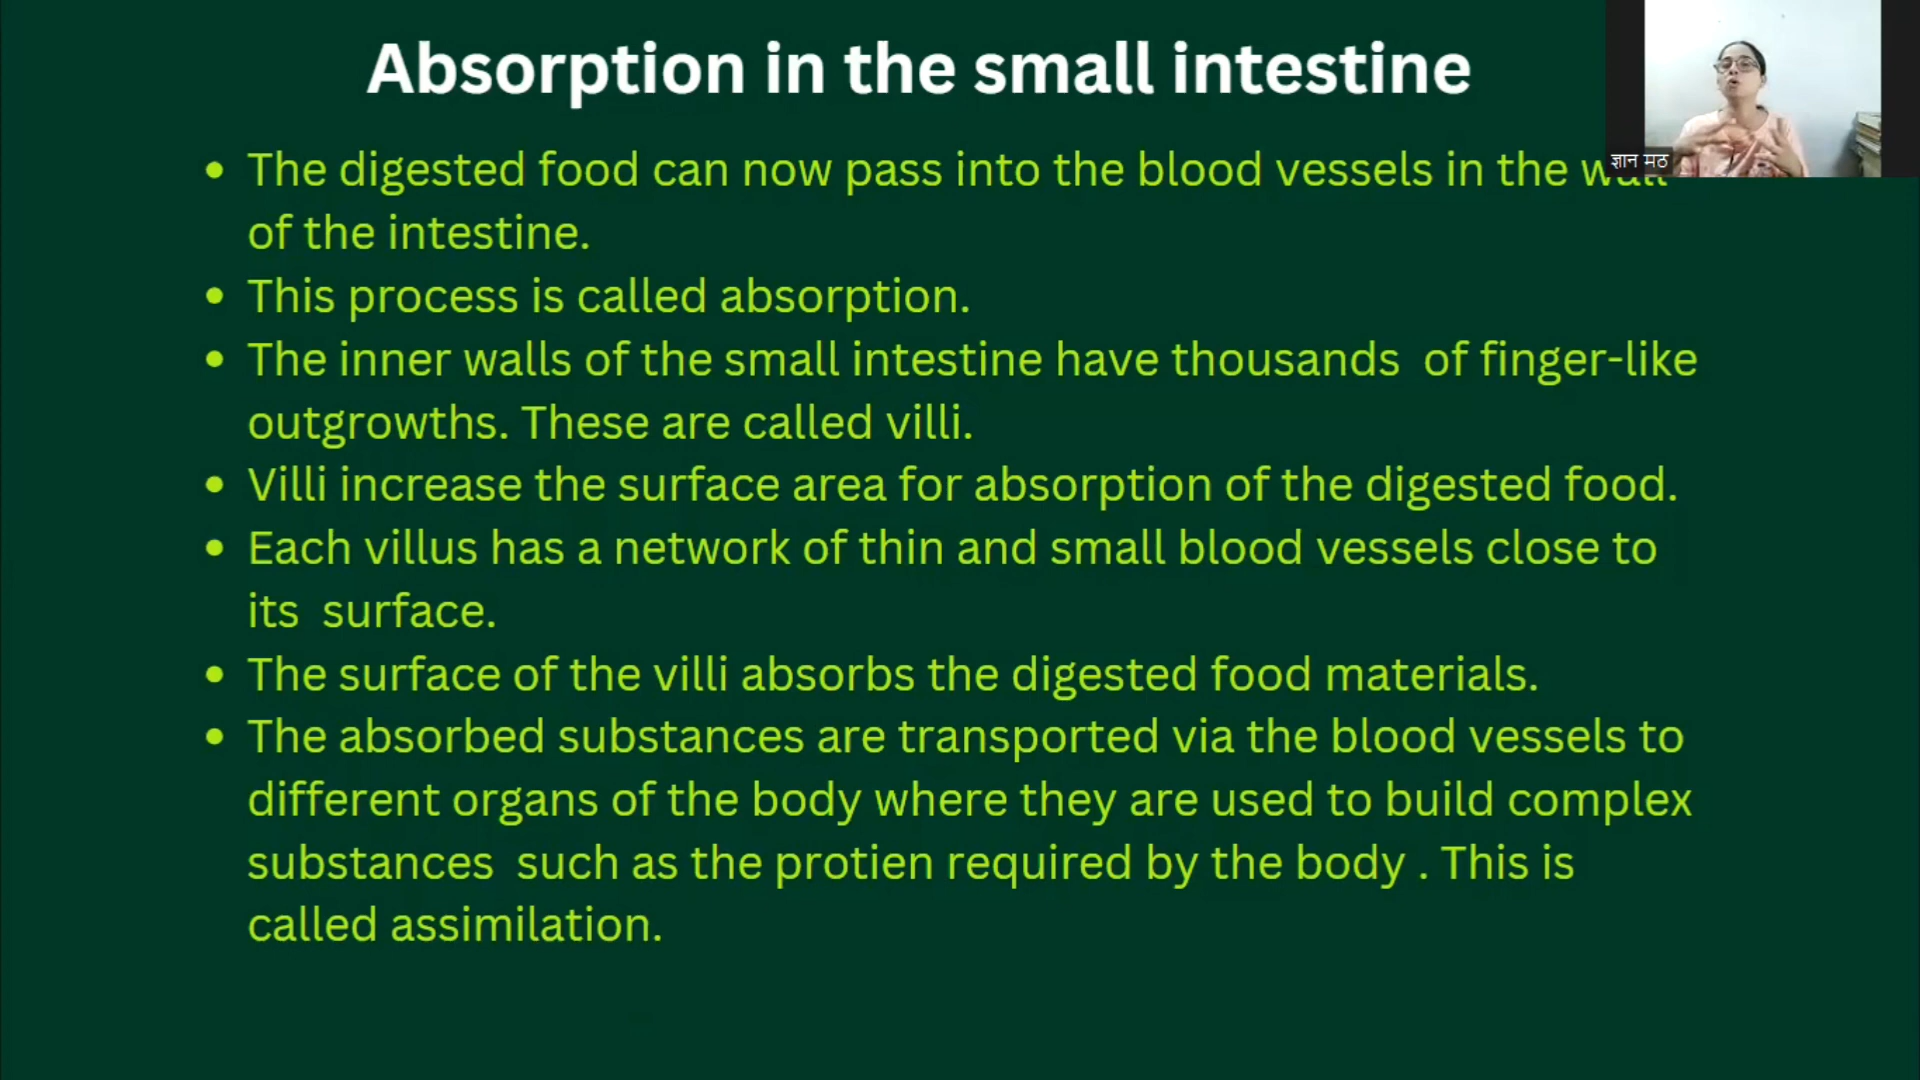 Absorption in the small intestine
ज्ञान मठ
• The digested food can now pass into the blood vessels in the wall
of the intestine.
• This process is called absorption.
• The inner walls of the small intestine have thousands of finger-like
outgrowths. These are called villi.
• Villi increase the surface area for absorption of the digested food.
• Each villus has a network of thin and small blood vessels close to
its surface.
• The surface of the villi absorbs the digested food materials.
• The absorbed substances are transported via the blood vessels to
different organs of the body where they are used to build complex
substances such as the protien required by the body . This is
called assimilation.